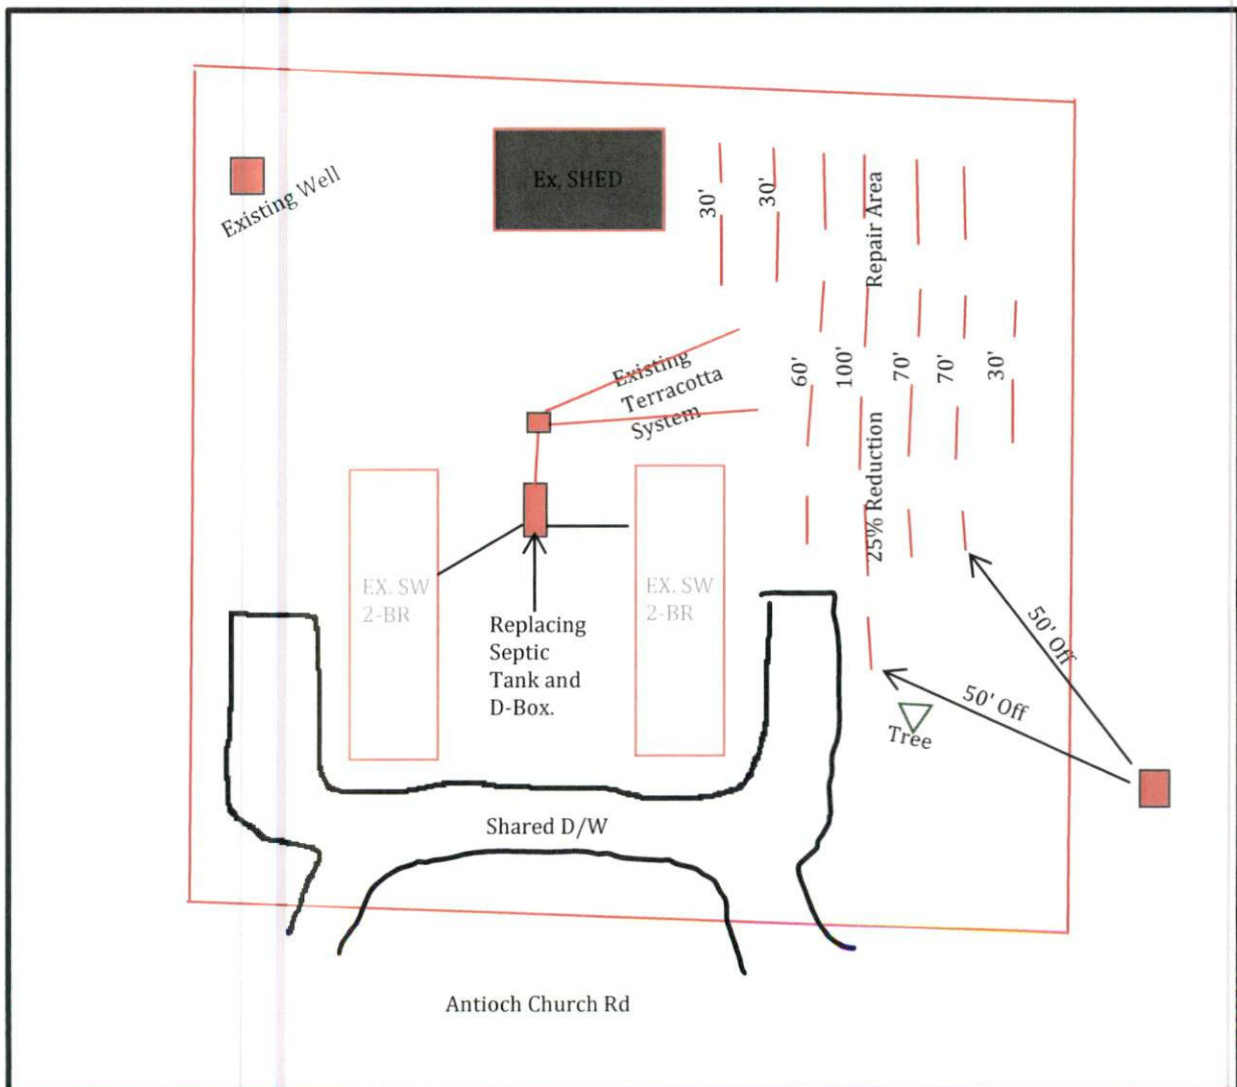 Ex, SHED
Existing Well
30'
30'
Repair Area
Existing
Terracotta
System
60'
100'
70'
70'
30'
25% Reduction
EX. SW
2-BR
EX. SW
2-BR
Replacing
Septic
Tank and
D-Box.
50' Off
50' Off
Tree
Shared D/W
Antioch Church Rd